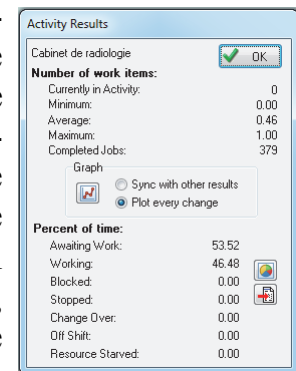 Activity Results
Cabinet de radiologie
OK
Number of work items:
Currently in Activity: 0
Minimum: 0.00
Average: 0.46
Maximum: 1.00
Completed Jobs: 379
Graph
Sync with other results
Plot every change
Percent of time:
Awaiting Work: 53.52
Working: 46.48
Blocked: 0.00
Stopped: 0.00
Change Over: 0.00
Off Shift: 0.00
Resource Starved: 0.00